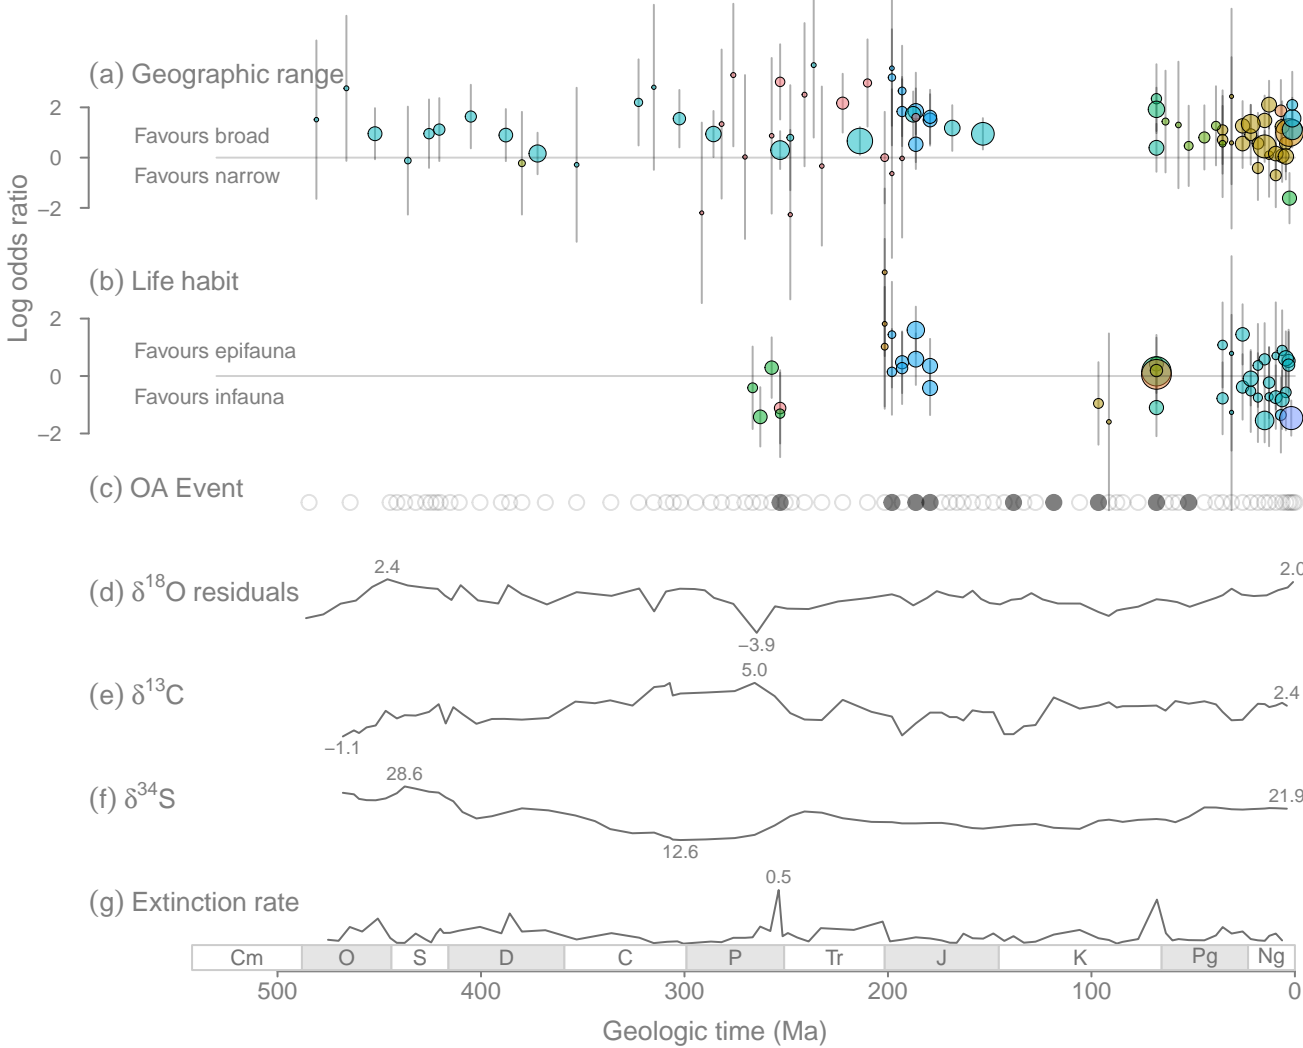 (a) Geographic range
2
Favours broad
0
Favours narrow
−2
Log odds ratio
(b) Life habit
2
Favours epifauna
0
Favours infauna
−2
(c) OA Event
2.4
2.0
(d) δ18O residuals
−3.9
5.0
(e) δ13C
2.4
−1.1
28.6
(f) δ34S
21.9
12.6
0.5
(g) Extinction rate
Cm O S D C P Tr J K Pg Ng
500 400 300 200 100 0
Geologic time (Ma)